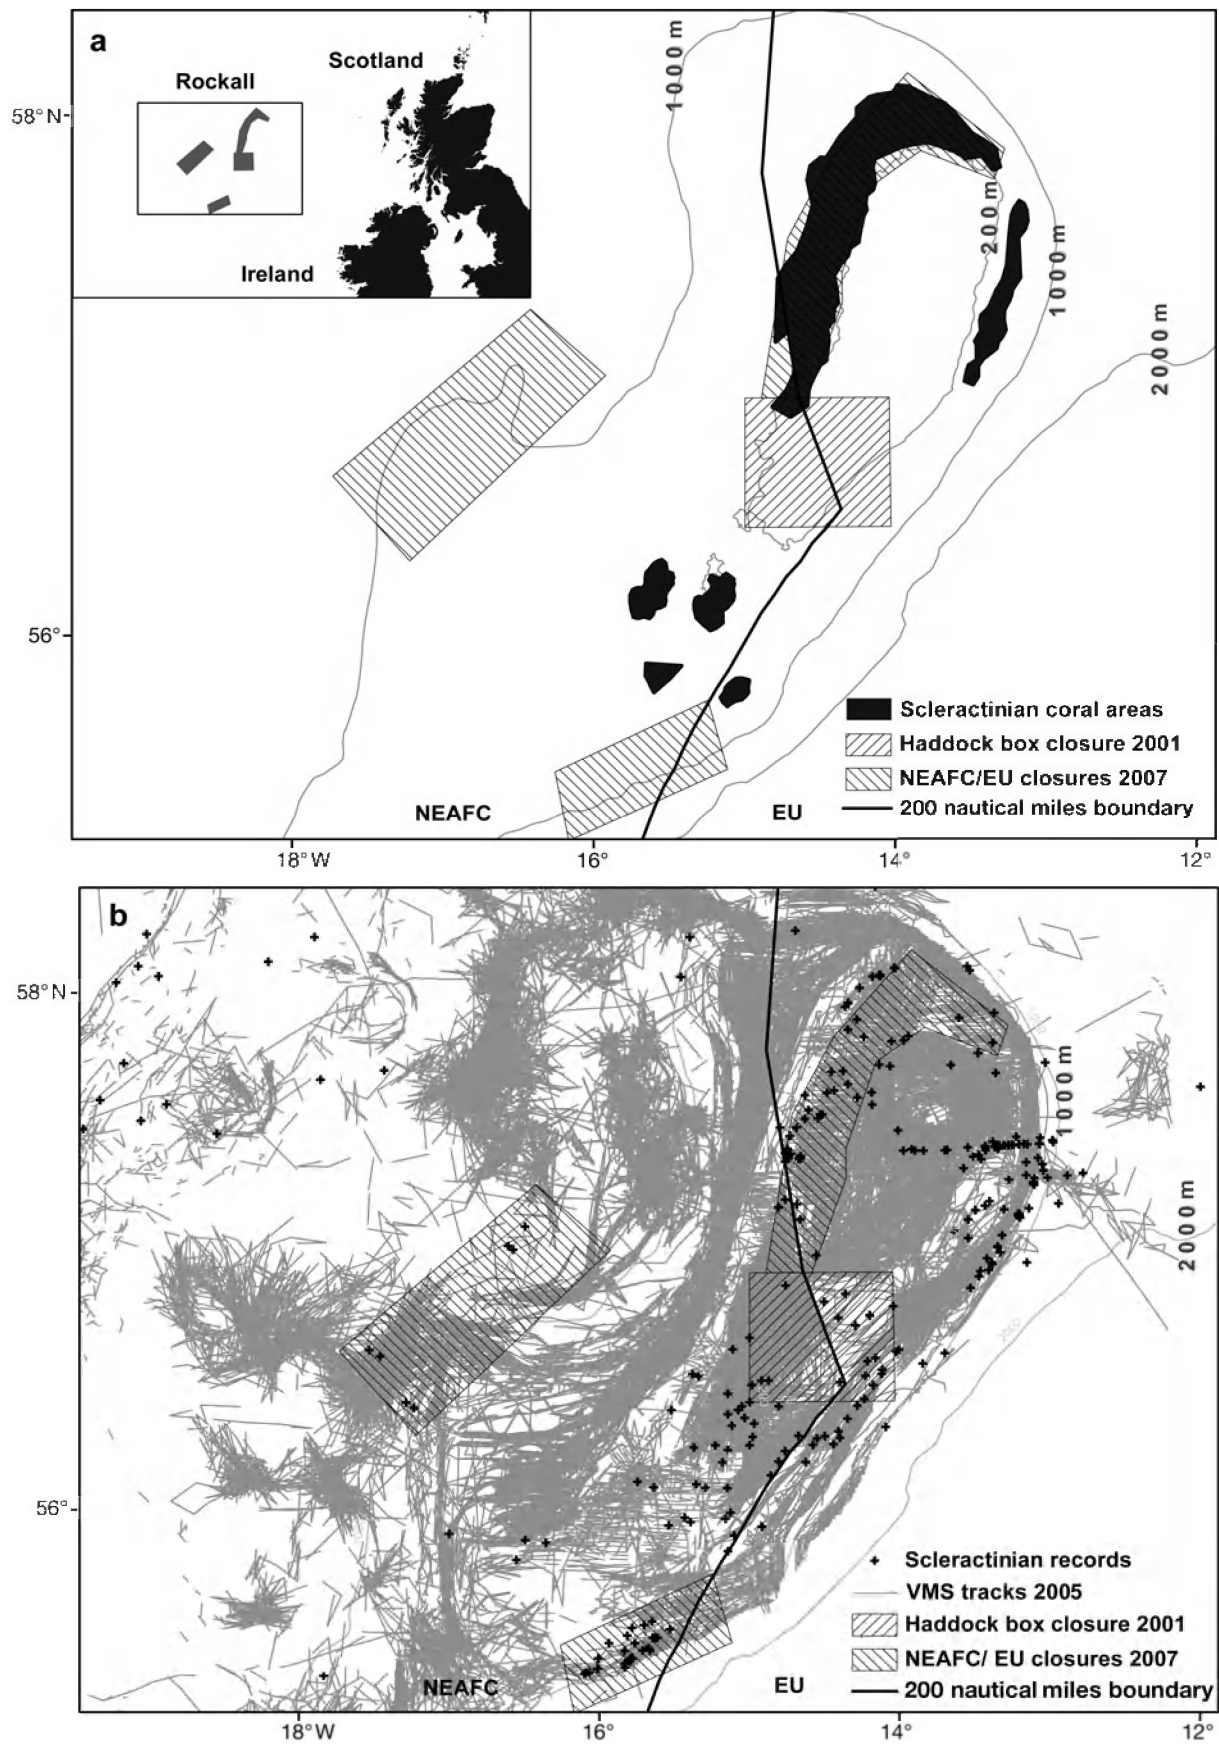 a
Scotland
Rockall
Ireland
1000 m
58°N
200 m
1000 m
2000 m
56°
Scleractinian coral areas
Haddock box closure 2001
NEAFC/EU closures 2007
200 nautical miles boundary
NEAFC
EU
18°W
16°
14°
12°
b
58°N
1000 m
2000 m
56°
Scleractinian records
VMS tracks 2005
Haddock box closure 2001
NEAFC/ EU closures 2007
200 nautical miles boundary
NEAFC
EU
18°W
16°
14°
12°